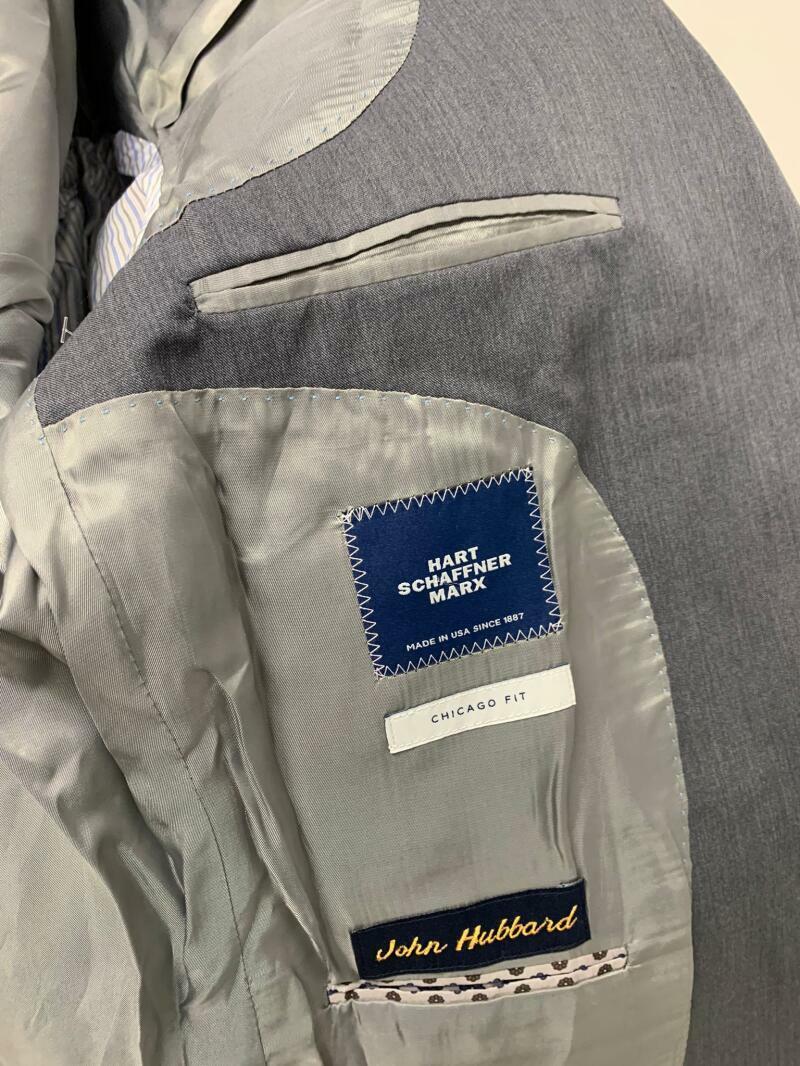 HART
SCHAFFNER
MARX
MADE IN USA SINCE 1887
CHICAGO FIT
John Hubbard